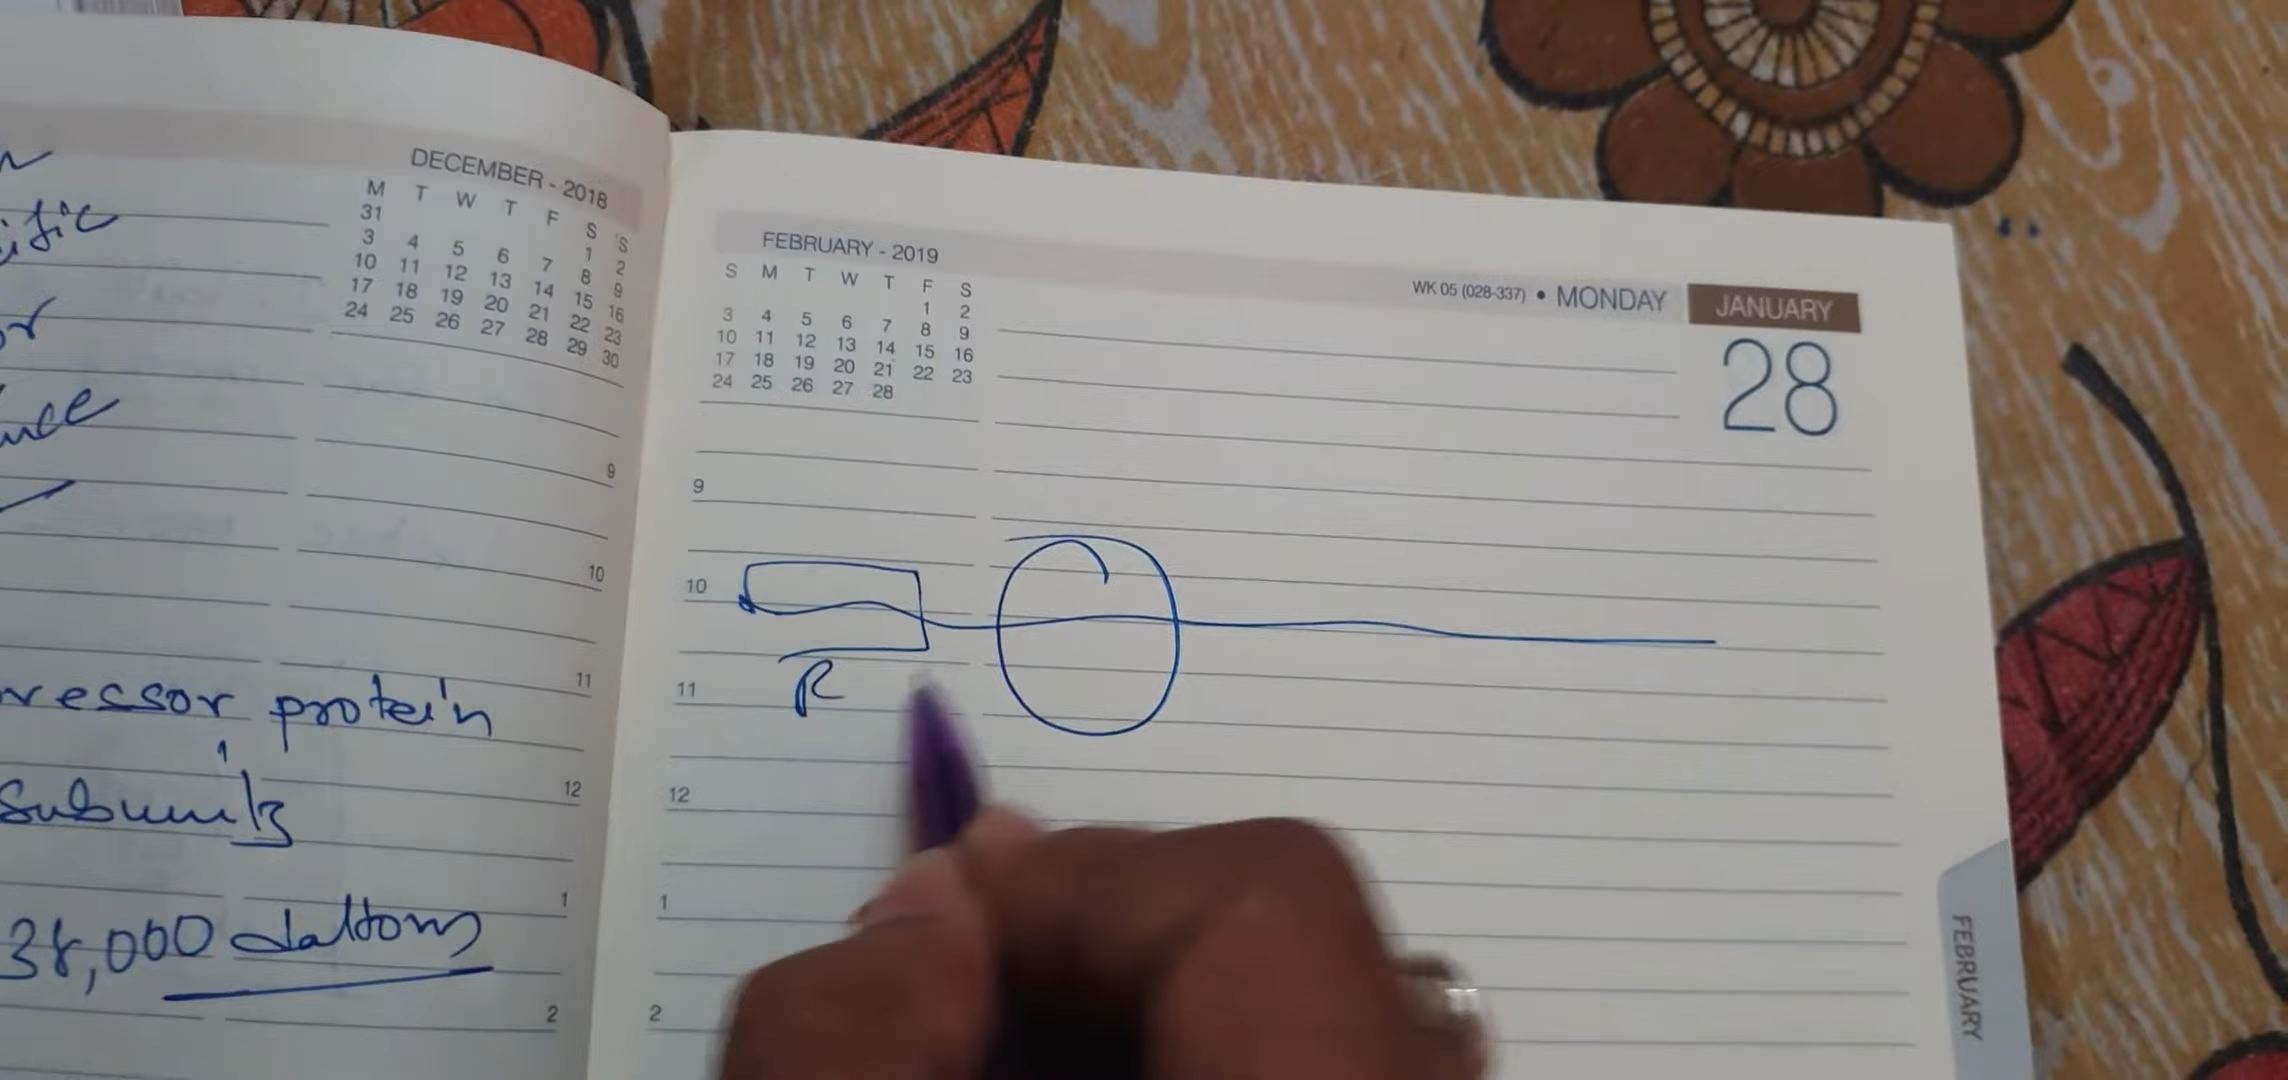 DECEMBER - 2018
M T W T F S S
31 1 2
3 4 5 6 7 8 9
10 11 12 13 14 15 16
17 18 19 20 21 22 23
24 25 26 27 28 29 30
9
10
ressor protein
11
subunits
12
38,000 daltons
1
2
FEBRUARY - 2019
S M T W T F S
1 2
3 4 5 6 7 8 9
10 11 12 13 14 15 16
17 18 19 20 21 22 23
24 25 26 27 28
WK 05 (028-337) • MONDAY
JANUARY
28
9
10
R
11
12
1
2
FEBRUARY